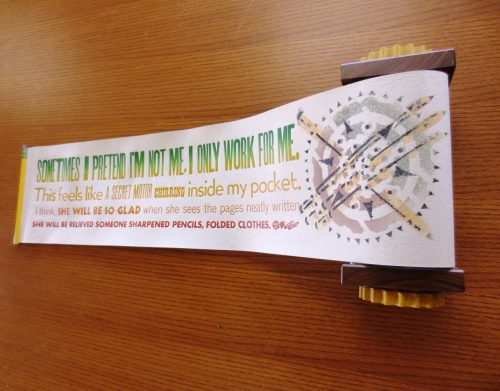 SOMETIMES I PRETEND I'M NOT ME, I ONLY WORK FOR ME.
This feels like A SECRET MOTOR CHIRRING inside my pocket.
I think, SHE WILL BE SO GLAD when she sees the pages neatly written
SHE WILL BE RELIEVED SOMEONE SHARPENED PENCILS, FOLDED CLOTHES.